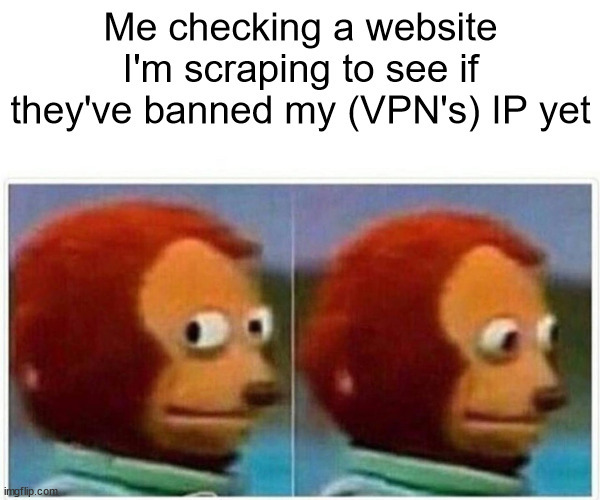 Me checking a website
I'm scraping to see if
they've banned my (VPN's) IP yet
imgflip.com